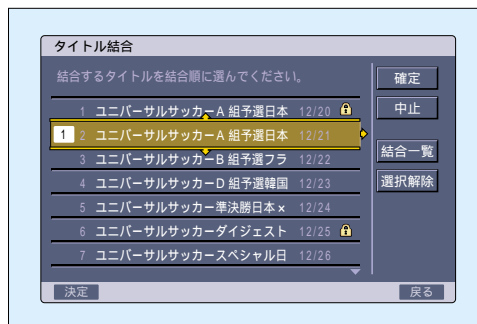 タイトル結合
結合するタイトルを結合順に選んでください。
1 ユニバーサルサッカーA 組予選日本 12/20
1 2 ユニバーサルサッカーA 組予選日本 12/21
3 ユニバーサルサッカーB 組予選フラ 12/22
4 ユニバーサルサッカーD 組予選韓国 12/23
5 ユニバーサルサッカー準決勝日本× 12/24
6 ユニバーサルサッカーダイジェスト 12/25
7 ユニバーサルサッカースペシャル日 12/26
確定
中止
結合一覧
選択解除
決定
戻る